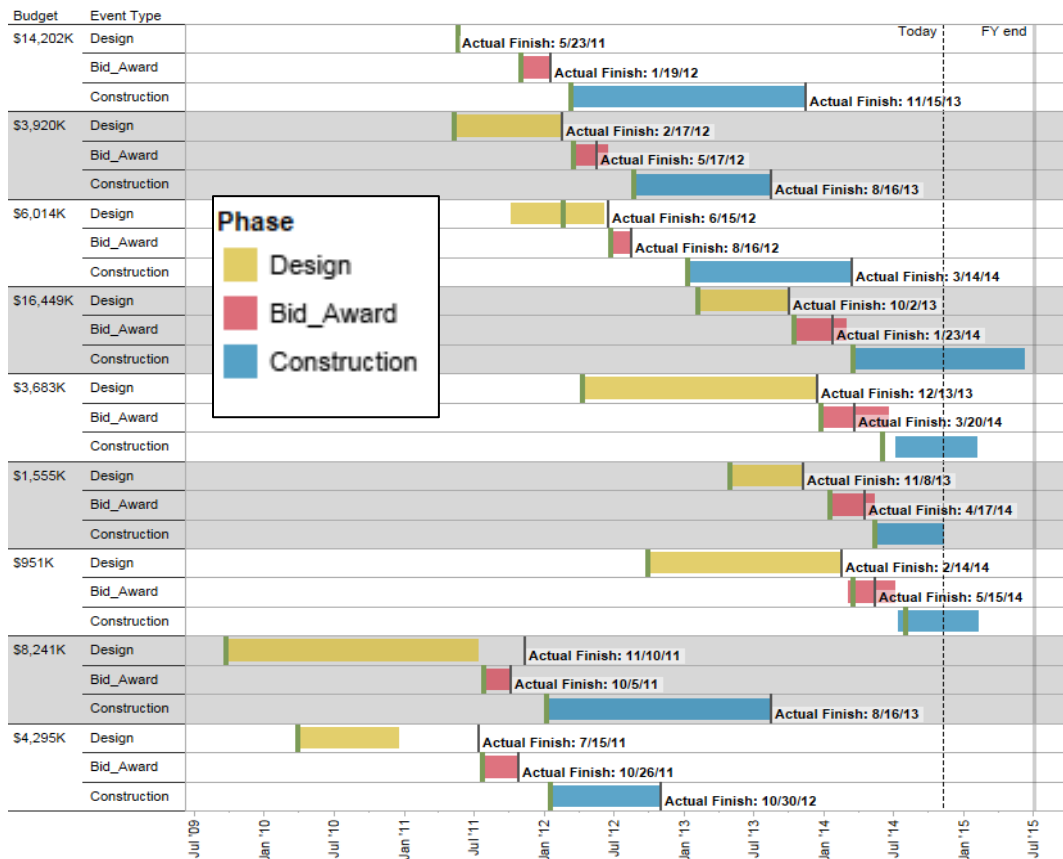 Budget Event Type
Today FY end
$14,202K Design Actual Finish: 5/23/11
Bid_Award Actual Finish: 1/19/12
Construction Actual Finish: 11/15/13
$3,920K Design Actual Finish: 2/17/12
Bid_Award Actual Finish: 5/17/12
Construction Actual Finish: 8/16/13
$6,014K Design Actual Finish: 6/15/12
Bid_Award Actual Finish: 8/16/12
Construction Actual Finish: 3/14/14
$16,449K Design Actual Finish: 10/2/13
Bid_Award Actual Finish: 1/23/14
Construction
$3,683K Design Actual Finish: 12/13/13
Bid_Award Actual Finish: 3/20/14
Construction
$1,555K Design Actual Finish: 11/8/13
Bid_Award Actual Finish: 4/17/14
Construction
$951K Design Actual Finish: 2/14/14
Bid_Award Actual Finish: 5/15/14
Construction
$8,241K Design Actual Finish: 11/10/11
Bid_Award Actual Finish: 10/5/11
Construction Actual Finish: 8/16/13
$4,295K Design Actual Finish: 7/15/11
Bid_Award Actual Finish: 10/26/11
Construction Actual Finish: 10/30/12
Phase
Design
Bid_Award
Construction
Jul '09 Jan '10 Jul '10 Jan '11 Jul '11 Jan '12 Jul '12 Jan '13 Jul '13 Jan '14 Jul '14 Jan '15 Jul '15